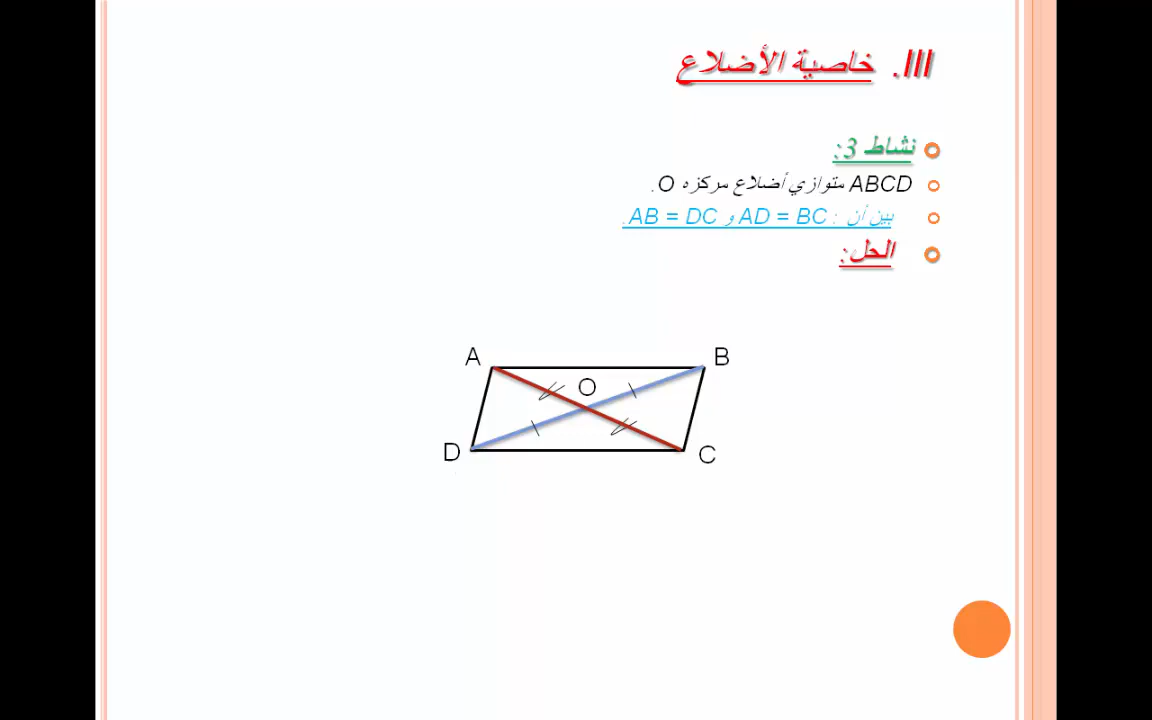 III. خاصية الأضلاع
نشاط 3:
ABCD متوازي أضلاع مركزه O.
بين أن : AD = BC و AB = DC.
الحل:
A
B
O
D
C